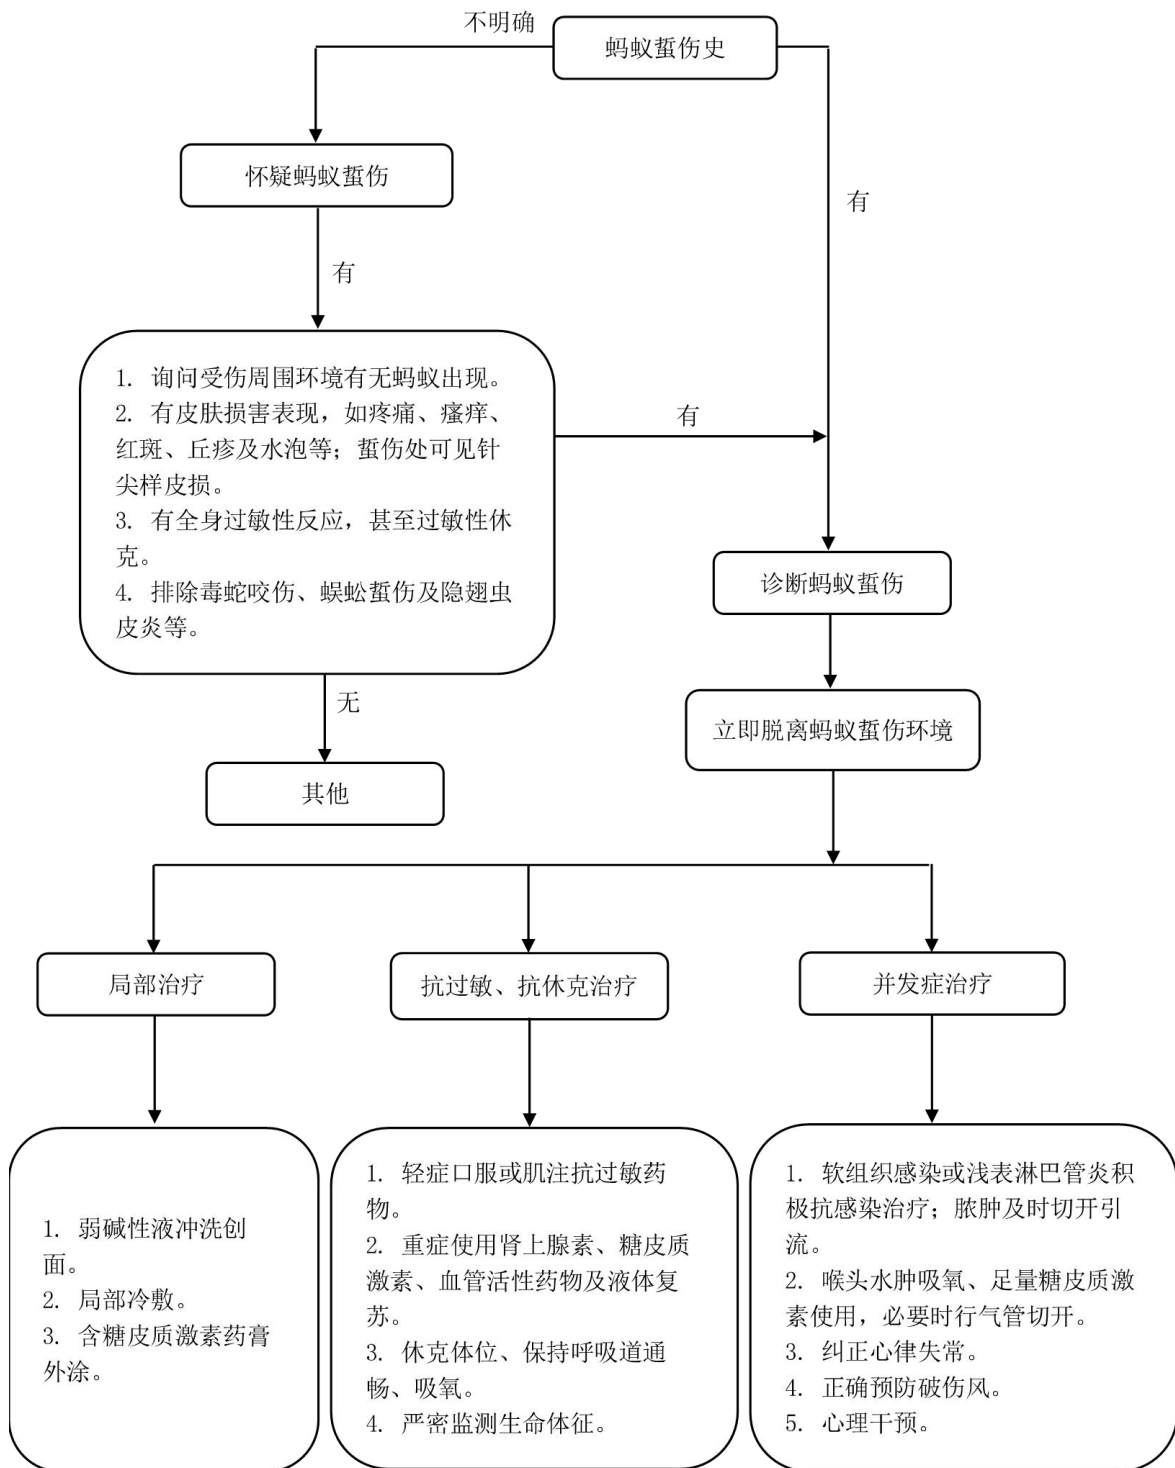 不明确
蚂蚁蜇伤史
怀疑蚂蚁蜇伤
有
有
1. 询问受伤周围环境有无蚂蚁出现。
2. 有皮肤损害表现，如疼痛、瘙痒、
红斑、丘疹及水泡等；蜇伤处可见针
尖样皮损。
3. 有全身过敏性反应，甚至过敏性休
克。
4. 排除毒蛇咬伤、蜈蚣蜇伤及隐翅虫
皮炎等。
有
诊断蚂蚁蜇伤
无
立即脱离蚂蚁蜇伤环境
其他
局部治疗
抗过敏、抗休克治疗
并发症治疗
1. 弱碱性液冲洗创
面。
2. 局部冷敷。
3. 含糖皮质激素药膏
外涂。
1. 轻症口服或肌注抗过敏药
物。
2. 重症使用肾上腺素、糖皮质
激素、血管活性药物及液体复
苏。
3. 休克体位、保持呼吸道通
畅、吸氧。
4. 严密监测生命体征。
1. 软组织感染或浅表淋巴管炎积
极抗感染治疗；脓肿及时切开引
流。
2. 喉头水肿吸氧、足量糖皮质激
素使用，必要时行气管切开。
3. 纠正心律失常。
4. 正确预防破伤风。
5. 心理干预。